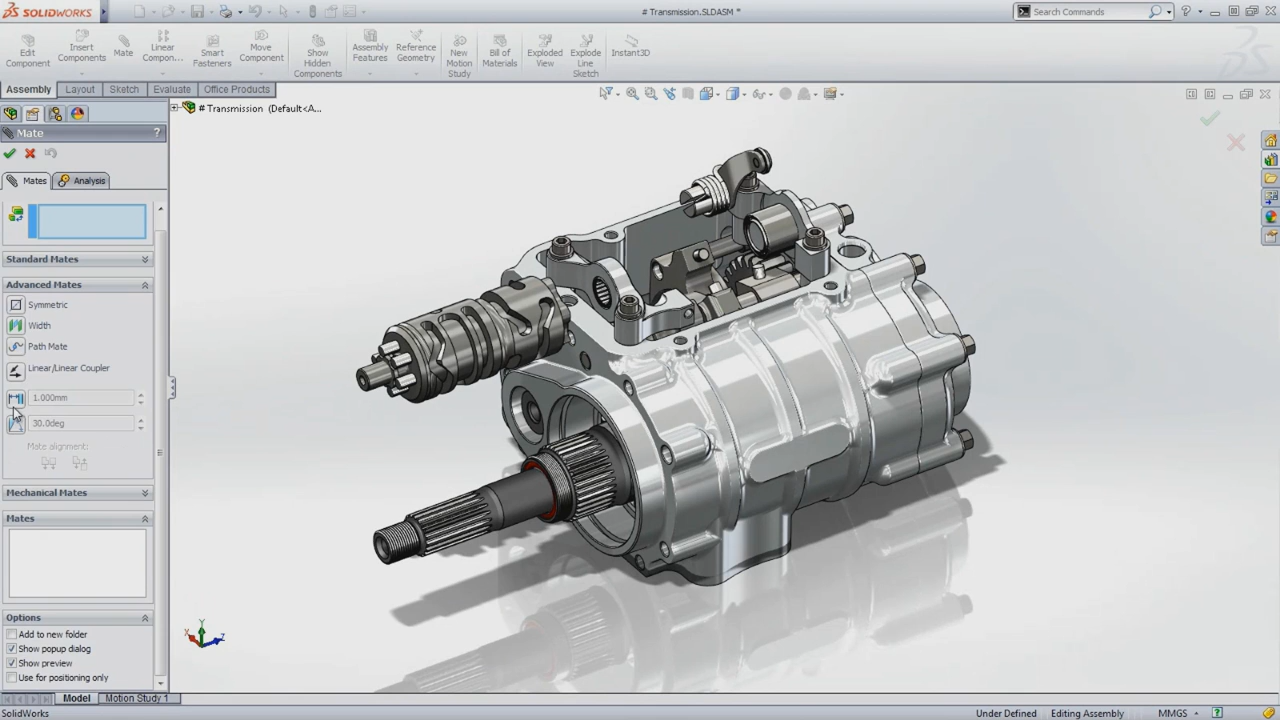 SOLIDWORKS
# Transmission.SLDASM *
Search Commands
Edit Component
Insert Components
Mate
Linear Compon...
Smart Fasteners
Move Component
Show Hidden Components
Assembly Features
Reference Geometry
New Motion Study
Bill of Materials
Exploded View
Explode Line Sketch
Instant3D
Assembly
Layout
Sketch
Evaluate
Office Products
# Transmission (Default<A...
Mate
?
Mates
Analysis
Standard Mates
Advanced Mates
Symmetric
Width
Path Mate
Linear/Linear Coupler
1.000mm
30.0deg
Mate alignment:
Mechanical Mates
Mates
Options
Add to new folder
Show popup dialog
Show preview
Use for positioning only
Y
X
Z
Model
Motion Study 1
SolidWorks
Under Defined
Editing Assembly
MMGS
?